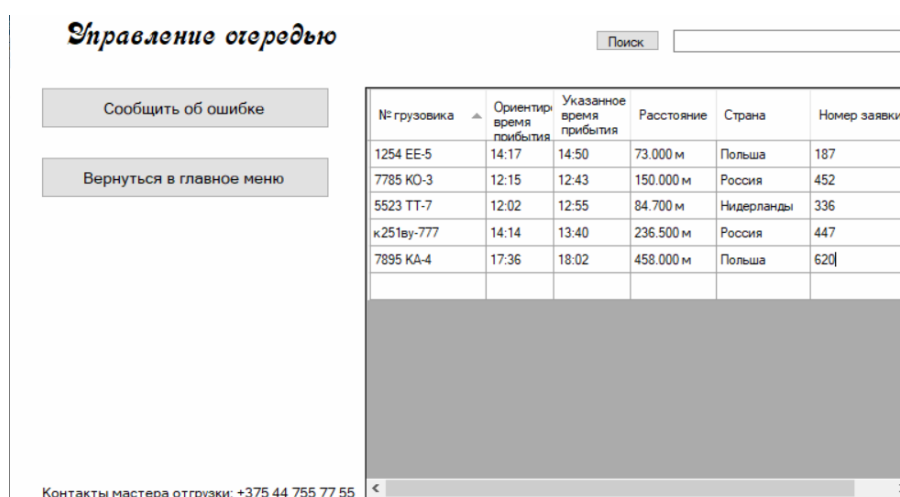 Управление очередью
Поиск
Сообщить об ошибке
Вернуться в главное меню
№ грузовика Ориентир время прибытия Указанное время прибытия Расстояние Страна Номер заявки
1254 ЕЕ-5 14:17 14:50 73.000 м Польша 187
7785 КО-3 12:15 12:43 150.000 м Россия 452
5523 ТТ-7 12:02 12:55 84.700 м Нидерланды 336
к251ву-777 14:14 13:40 236.500 м Россия 447
7895 КА-4 17:36 18:02 458.000 м Польша 620
Контакты мастера отгрузки: +375 44 755 77 55